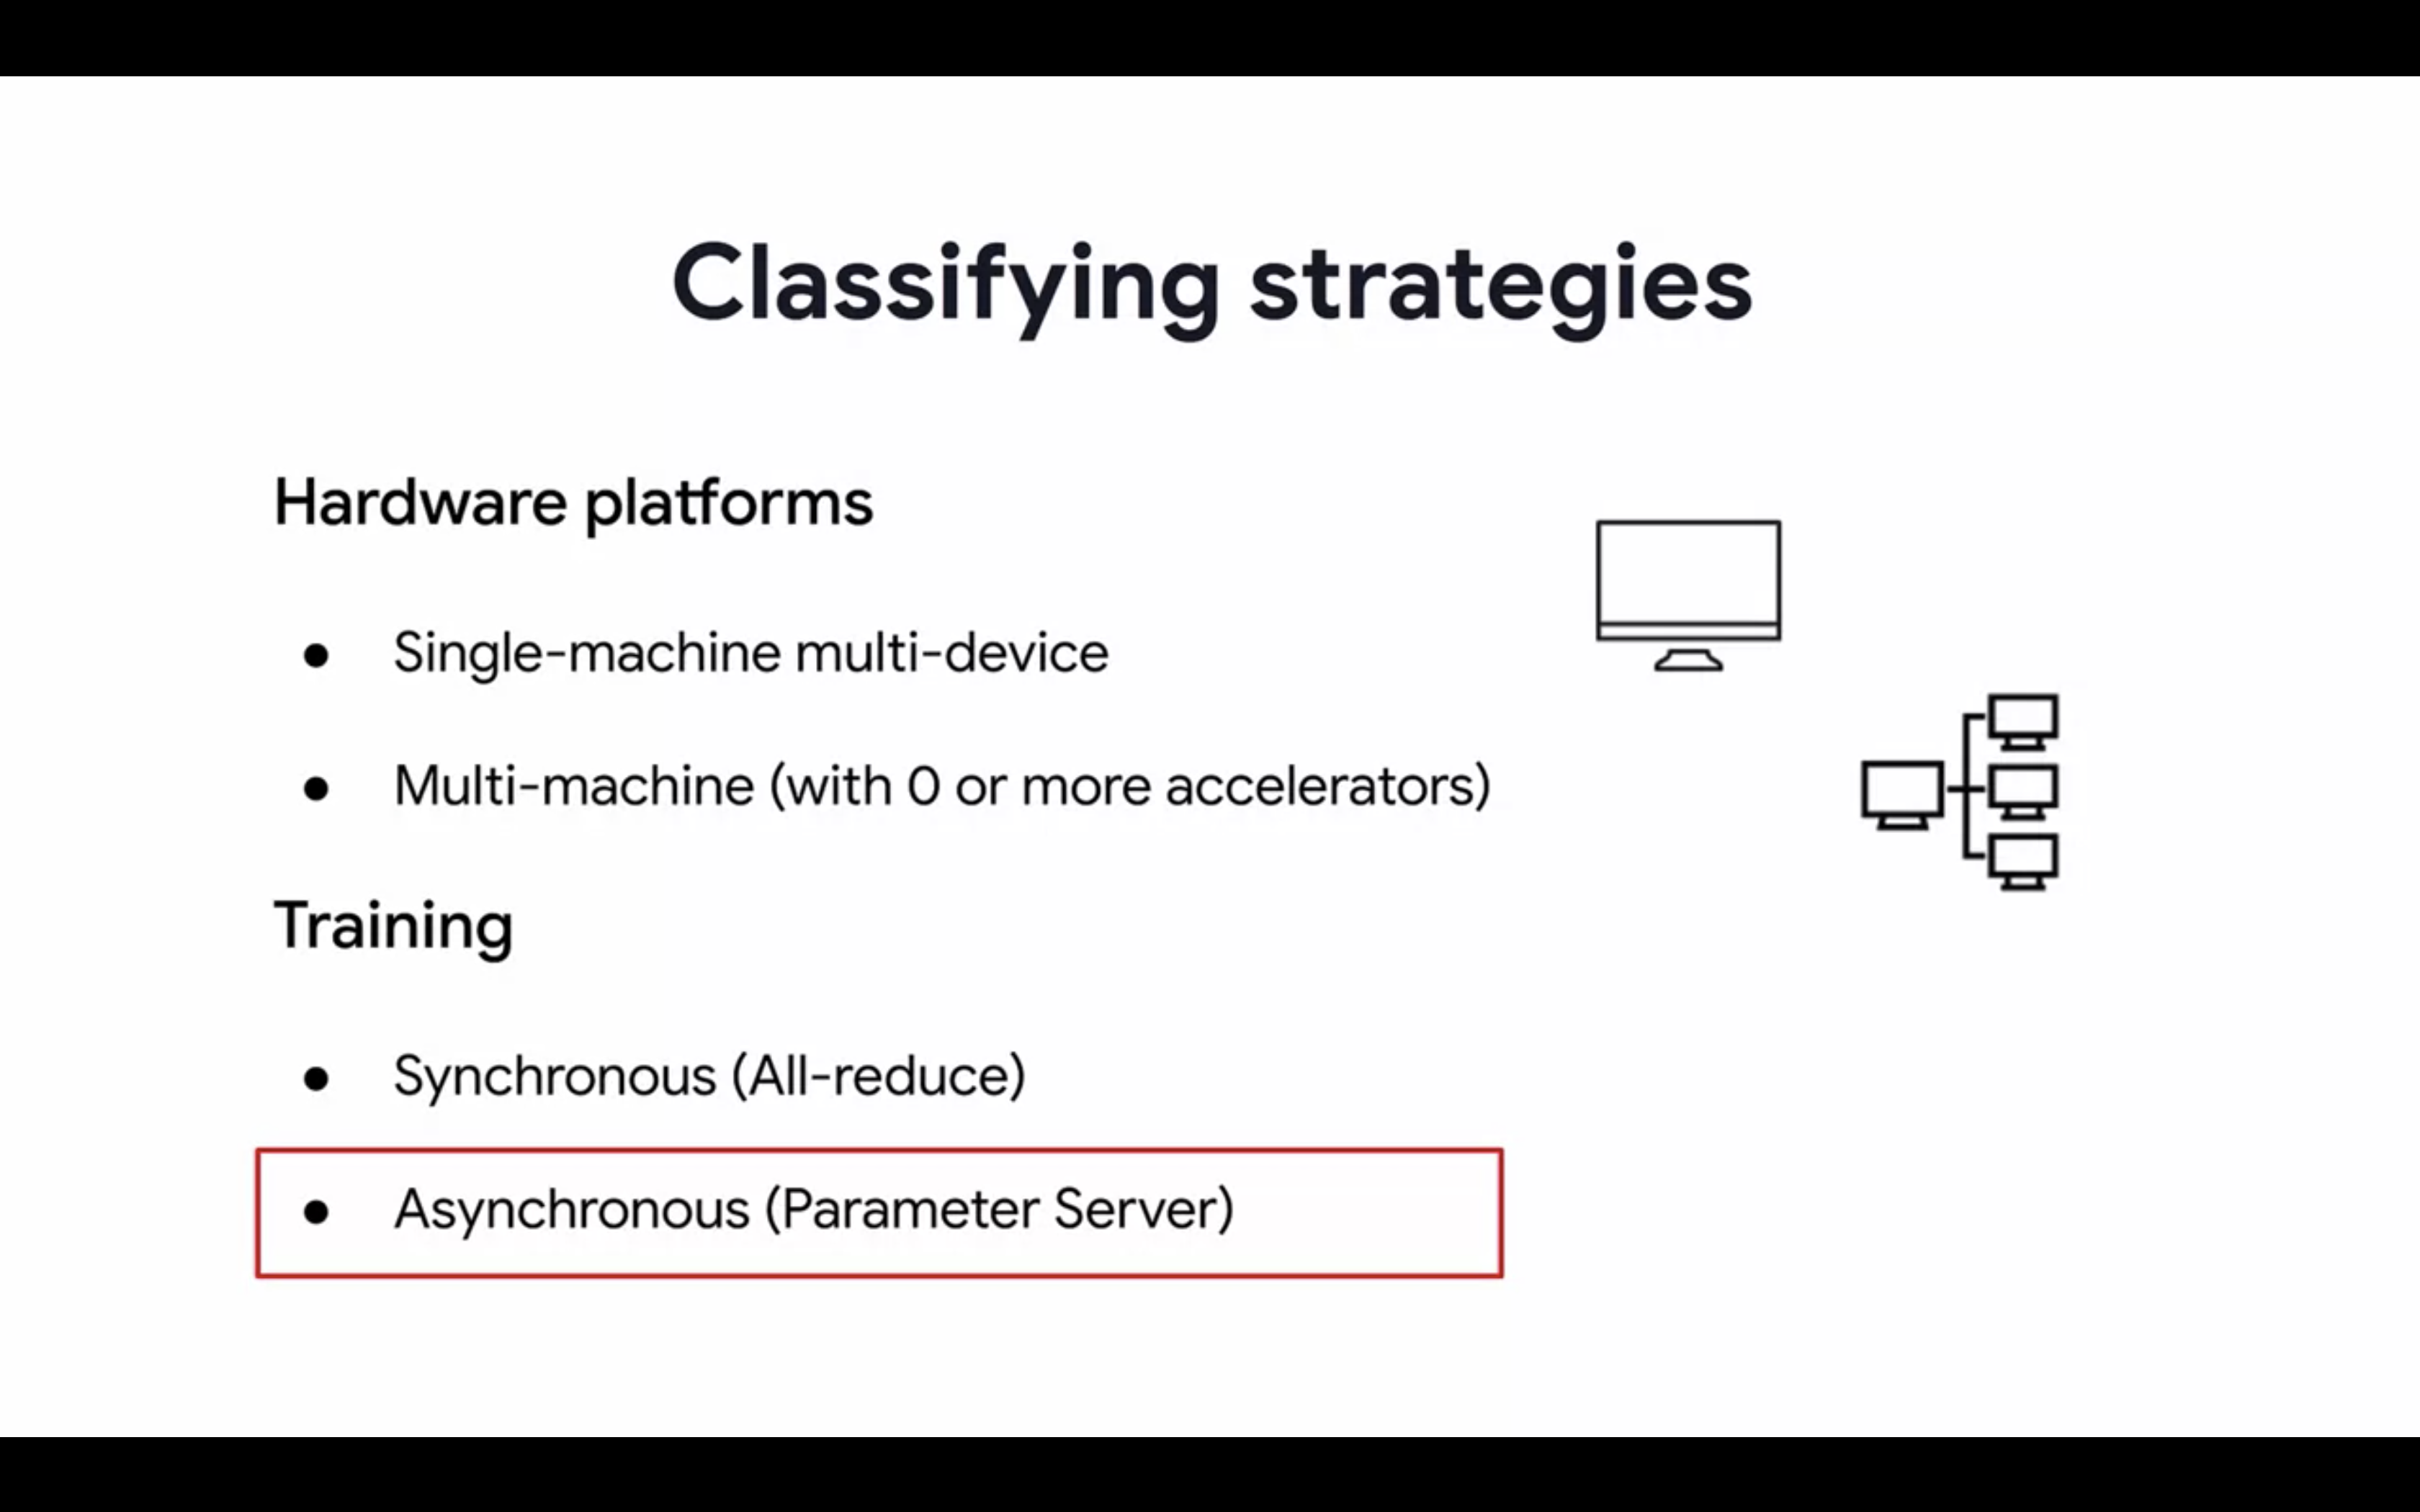 Classifying strategies
Hardware platforms
● Single-machine multi-device
● Multi-machine (with 0 or more accelerators)
Training
● Synchronous (All-reduce)
● Asynchronous (Parameter Server)